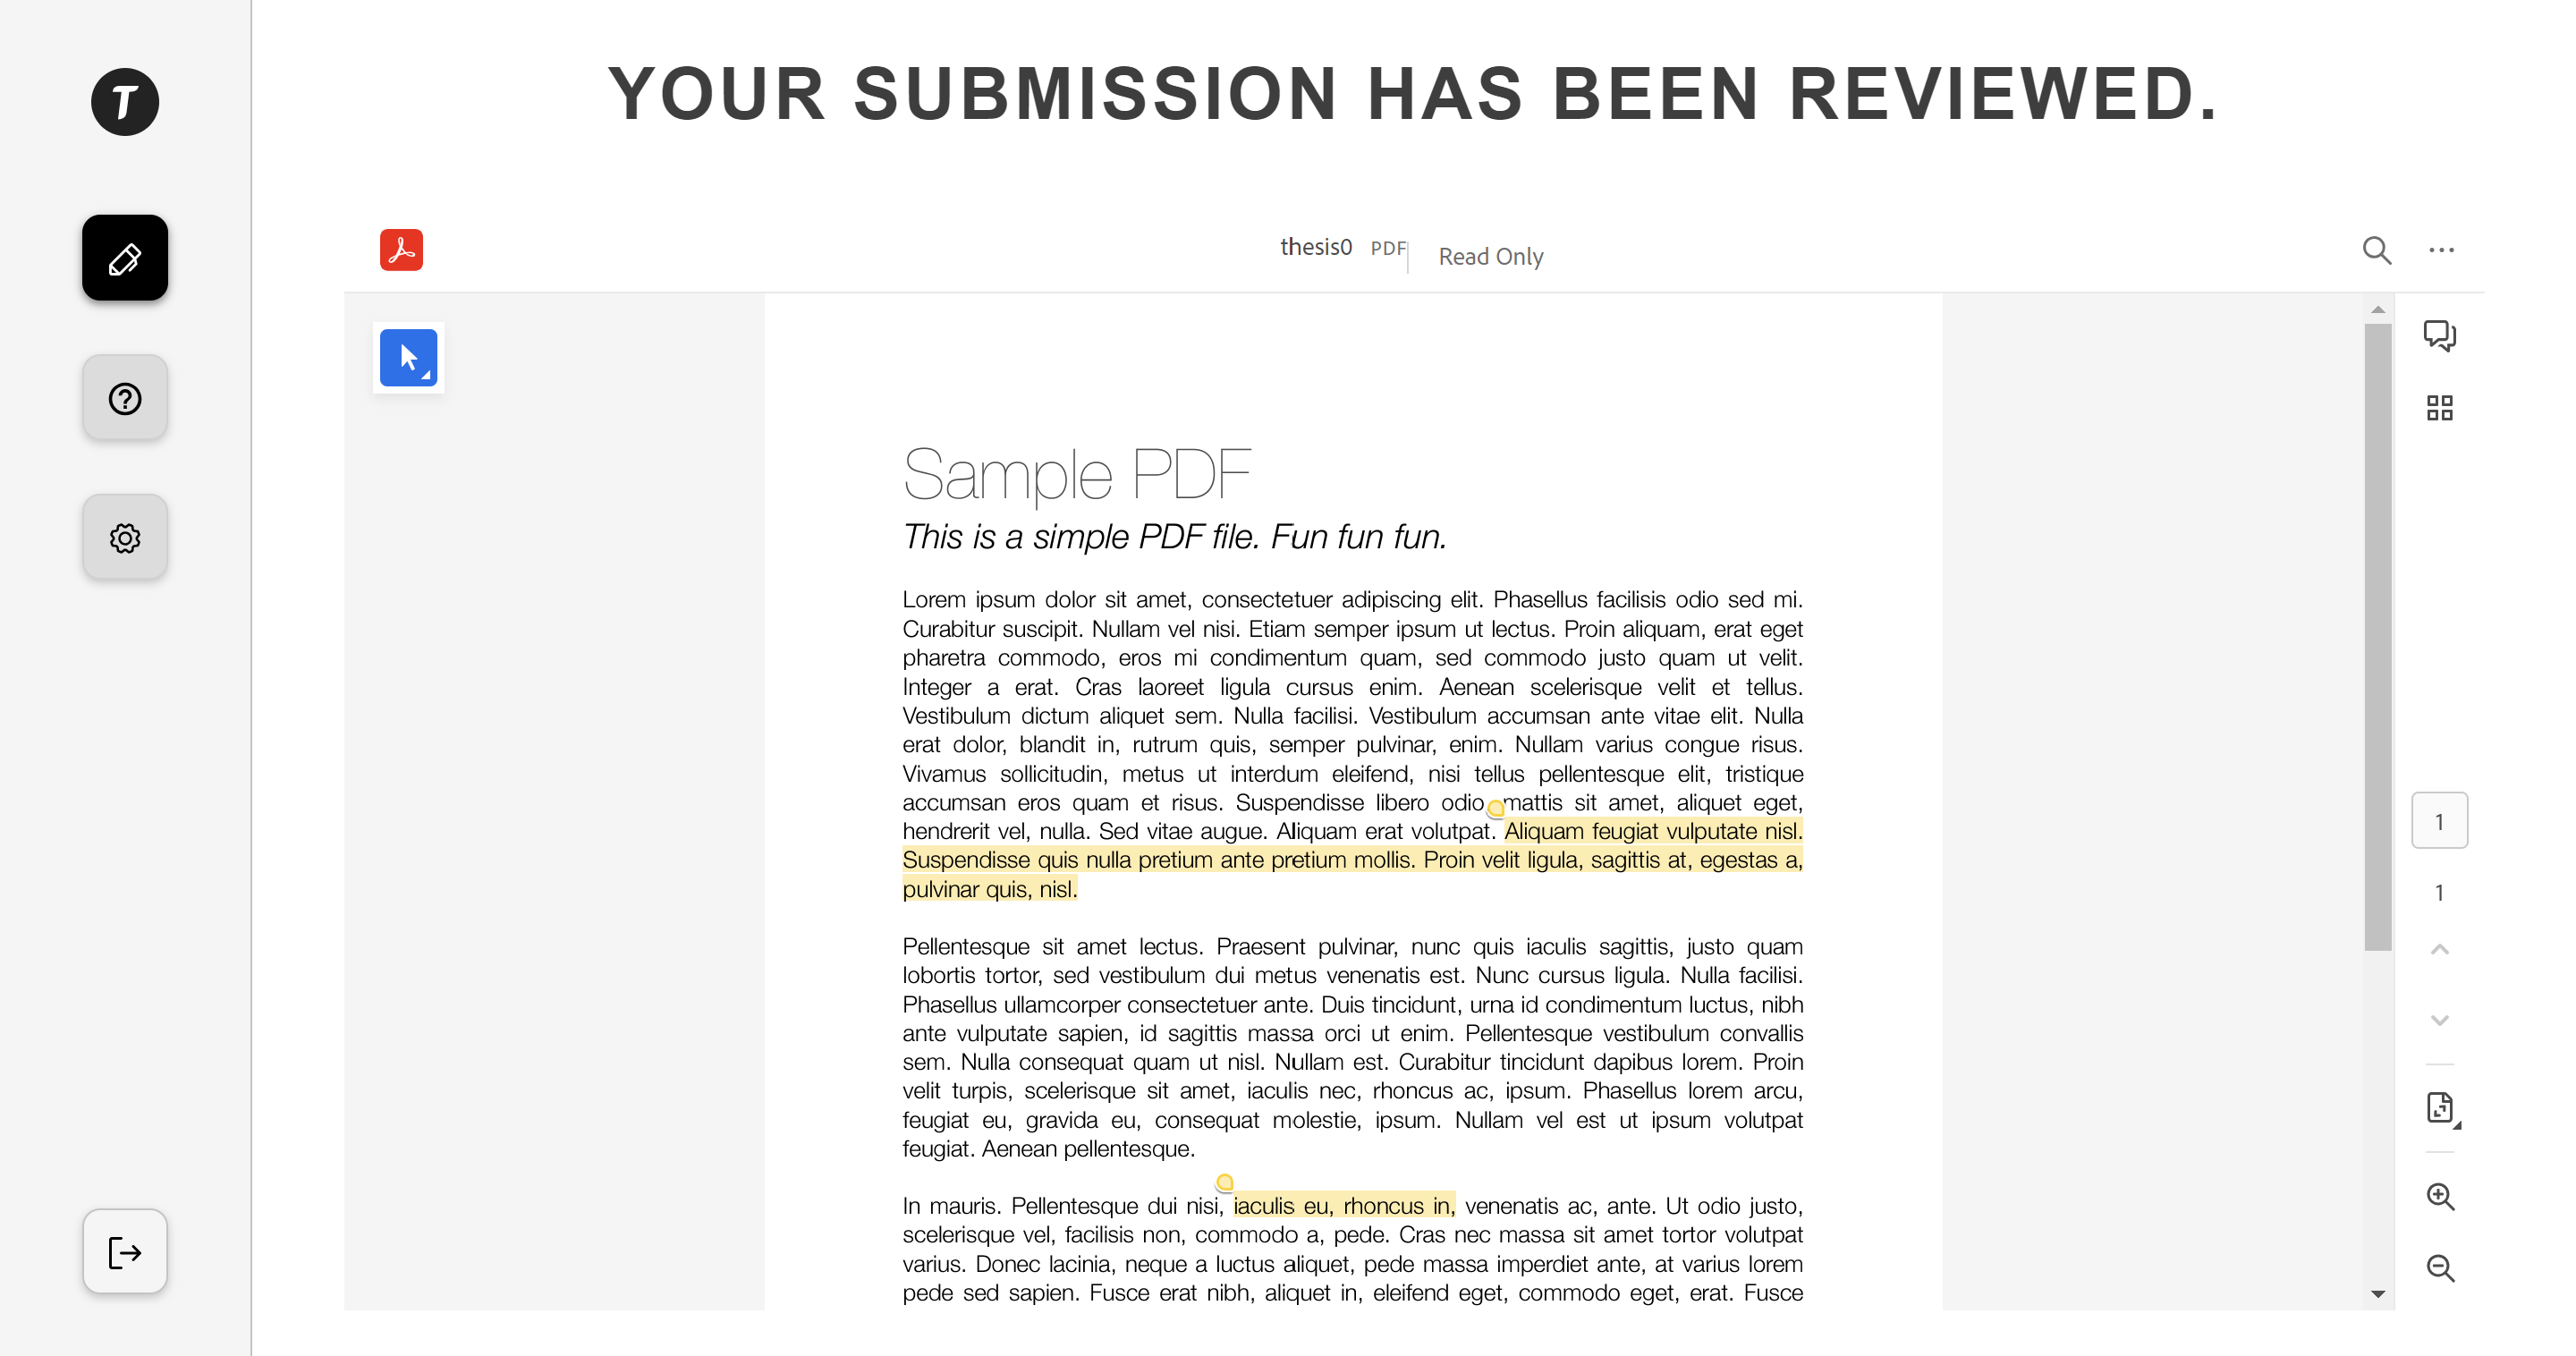 T
YOUR SUBMISSION HAS BEEN REVIEWED.
thesis0 PDF Read Only
Sample PDF
This is a simple PDF file. Fun fun fun.
Lorem ipsum dolor sit amet, consectetuer adipiscing elit. Phasellus facilisis odio sed mi.
Curabitur suscipit. Nullam vel nisi. Etiam semper ipsum ut lectus. Proin aliquam, erat eget
pharetra commodo, eros mi condimentum quam, sed commodo justo quam ut velit.
Integer a erat. Cras laoreet ligula cursus enim. Aenean scelerisque velit et tellus.
Vestibulum dictum aliquet sem. Nulla facilisi. Vestibulum accumsan ante vitae elit. Nulla
erat dolor, blandit in, rutrum quis, semper pulvinar, enim. Nullam varius congue risus.
Vivamus sollicitudin, metus ut interdum eleifend, nisi tellus pellentesque elit, tristique
accumsan eros quam et risus. Suspendisse libero odio mattis sit amet, aliquet eget,
hendrerit vel, nulla. Sed vitae augue. Aliquam erat volutpat. Aliquam feugiat vulputate nisl.
Suspendisse quis nulla pretium ante pretium mollis. Proin velit ligula, sagittis at, egestas a,
pulvinar quis, nisl.
Pellentesque sit amet lectus. Praesent pulvinar, nunc quis iaculis sagittis, justo quam
lobortis tortor, sed vestibulum dui metus venenatis est. Nunc cursus ligula. Nulla facilisi.
Phasellus ullamcorper consectetuer ante. Duis tincidunt, urna id condimentum luctus, nibh
ante vulputate sapien, id sagittis massa orci ut enim. Pellentesque vestibulum convallis
sem. Nulla consequat quam ut nisl. Nullam est. Curabitur tincidunt dapibus lorem. Proin
velit turpis, scelerisque sit amet, iaculis nec, rhoncus ac, ipsum. Phasellus lorem arcu,
feugiat eu, gravida eu, consequat molestie, ipsum. Nullam vel est ut ipsum volutpat
feugiat. Aenean pellentesque.
In mauris. Pellentesque dui nisi, iaculis eu, rhoncus in, venenatis ac, ante. Ut odio justo,
scelerisque vel, facilisis non, commodo a, pede. Cras nec massa sit amet tortor volutpat
varius. Donec lacinia, neque a luctus aliquet, pede massa imperdiet ante, at varius lorem
pede sed sapien. Fusce erat nibh, aliquet in, eleifend eget, commodo eget, erat. Fusce
1
1